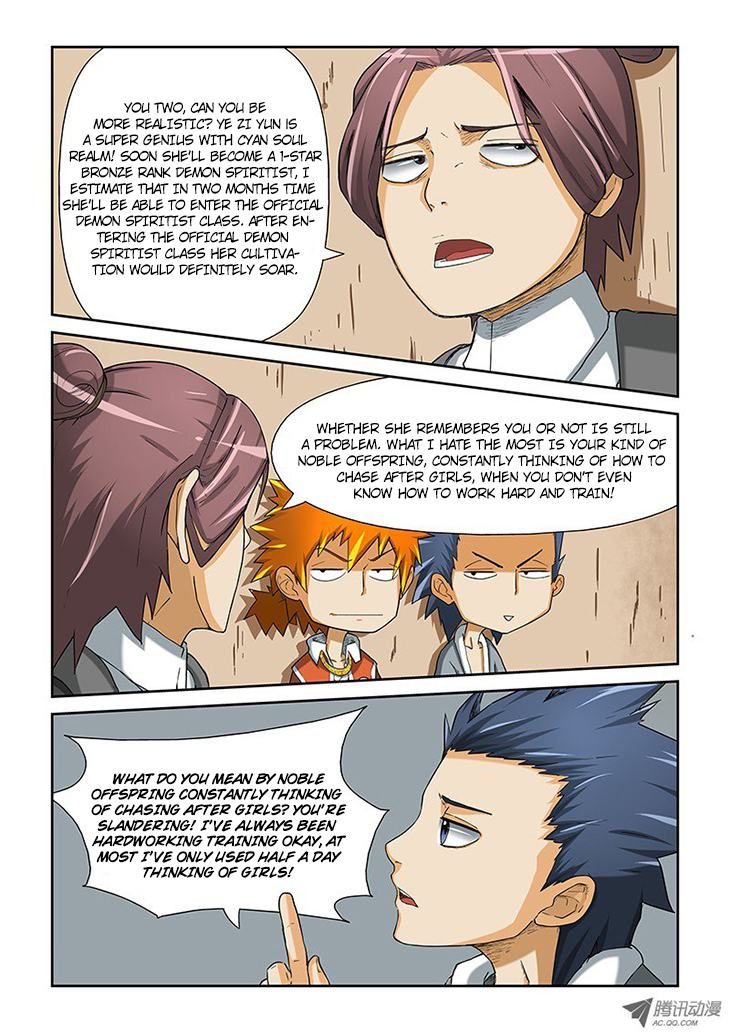 YOU TWO, CAN YOU BE
MORE REALISTIC? YE ZI YUN IS
A SUPER GENIUS WITH CYAN SOUL
REALM! SOON SHE'LL BECOME A 1-STAR
BRONZE RANK DEMON SPIRITIST, I
ESTIMATE THAT IN TWO MONTHS TIME
SHE'LL BE ABLE TO ENTER THE OFFICIAL
DEMON SPIRITIST CLASS. AFTER EN-
TERING THE OFFICIAL DEMON
SPIRITIST CLASS HER CULTIVA-
TION WOULD DEFINITELY SOAR.
WHETHER SHE REMEMBERS YOU OR NOT IS STILL
A PROBLEM. WHAT I HATE THE MOST IS YOUR KIND OF
NOBLE OFFSPRING, CONSTANTLY THINKING OF HOW TO
CHASE AFTER GIRLS, WHEN YOU DON'T EVEN
KNOW HOW TO WORK HARD AND TRAIN!
WHAT DO YOU MEAN BY NOBLE
OFFSPRING CONSTANTLY THINKING
OF CHASING AFTER GIRLS? YOU'RE
SLANDERING! I'VE ALWAYS BEEN
HARDWORKING TRAINING OKAY, AT
MOST I'VE ONLY USED HALF A DAY
THINKING OF GIRLS!
腾讯动漫
AC.QQ.COM